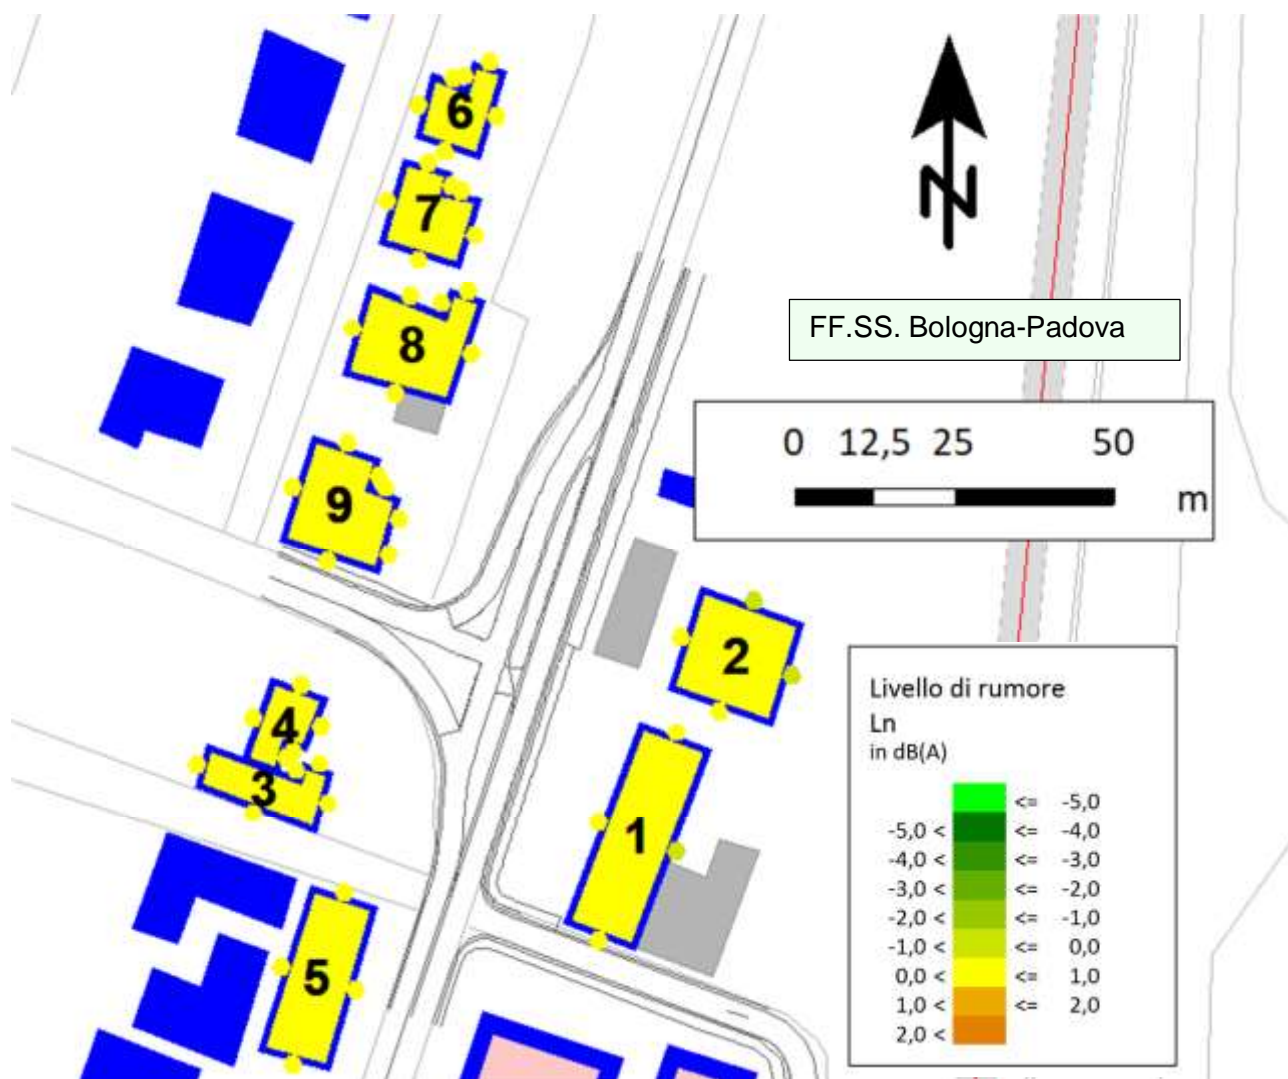 6
7
N
FF.SS. Bologna-Padova
8
0 12,5 25 50
m
9
2
4
3
1
5
Livello di rumore
Ln
in dB(A)
<= -5,0
-5,0 < <= -4,0
-4,0 < <= -3,0
-3,0 < <= -2,0
-2,0 < <= -1,0
-1,0 < <= 0,0
0,0 < <= 1,0
1,0 < <= 2,0
2,0 <